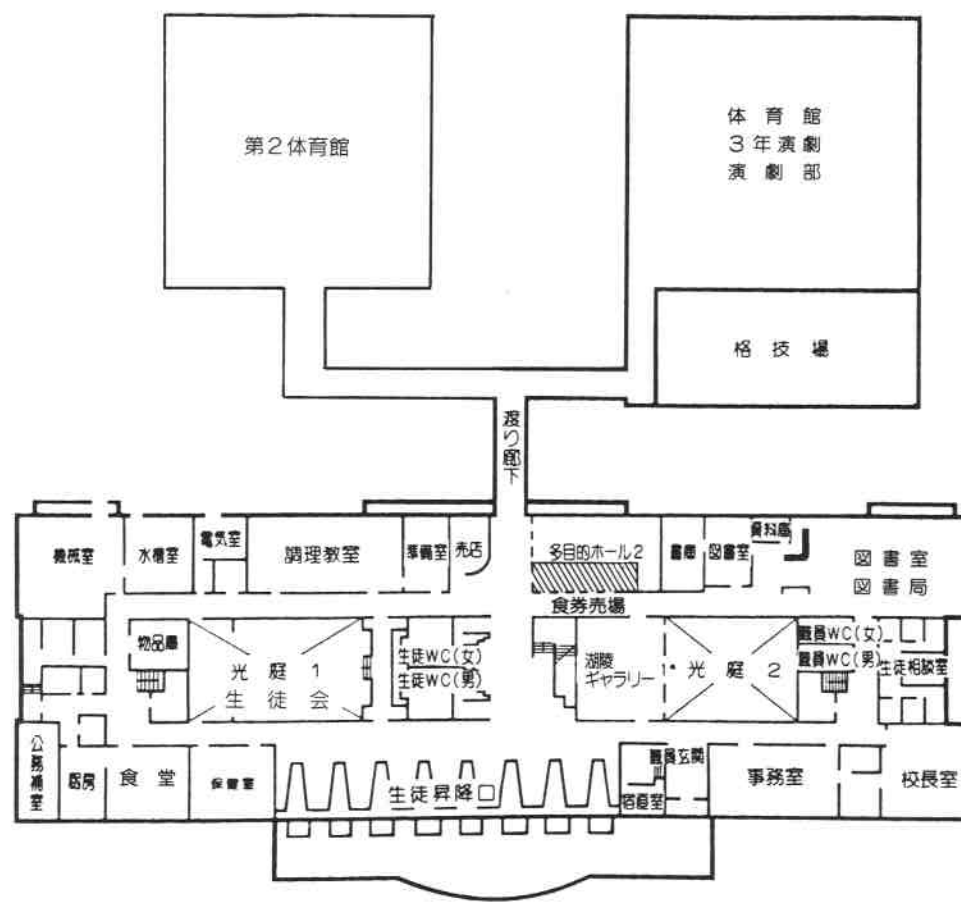 第2体育館
体育館
3年演劇
演劇部
格技場
渡り廊下
機械室
水槽室
電気室
調理教室
準備室
売店
多目的ホール2
書庫
図書室
資料庫
図書室
図書局
食券売場
物品庫
光庭1
生徒会
生徒WC(女)
生徒WC(男)
湖陵
ギャラリー
光庭2
職員WC(女)
職員WC(男)
生徒相談室
公務補室
厨房
食堂
保健室
生徒昇降口
職員玄関
宿直室
事務室
校長室